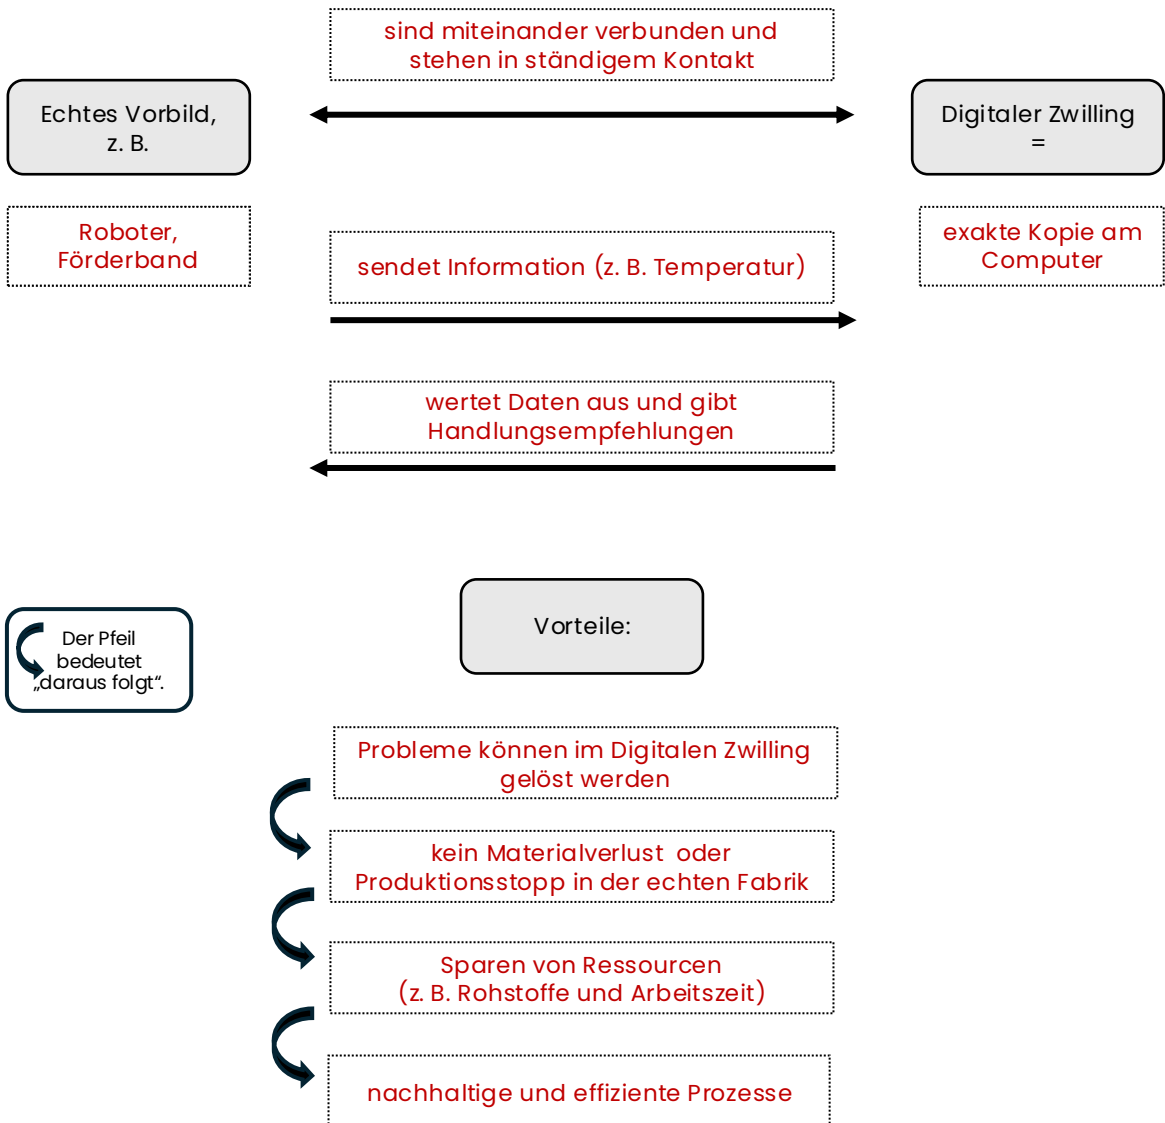 sind miteinander verbunden und
stehen in ständigem Kontakt
Echtes Vorbild,
z. B.
Digitaler Zwilling
=
Roboter,
Förderband
sendet Information (z. B. Temperatur)
exakte Kopie am
Computer
wertet Daten aus und gibt
Handlungsempfehlungen
Der Pfeil
bedeutet
„daraus folgt“.
Vorteile:
Probleme können im Digitalen Zwilling
gelöst werden
kein Materialverlust oder
Produktionsstopp in der echten Fabrik
Sparen von Ressourcen
(z. B. Rohstoffe und Arbeitszeit)
nachhaltige und effiziente Prozesse